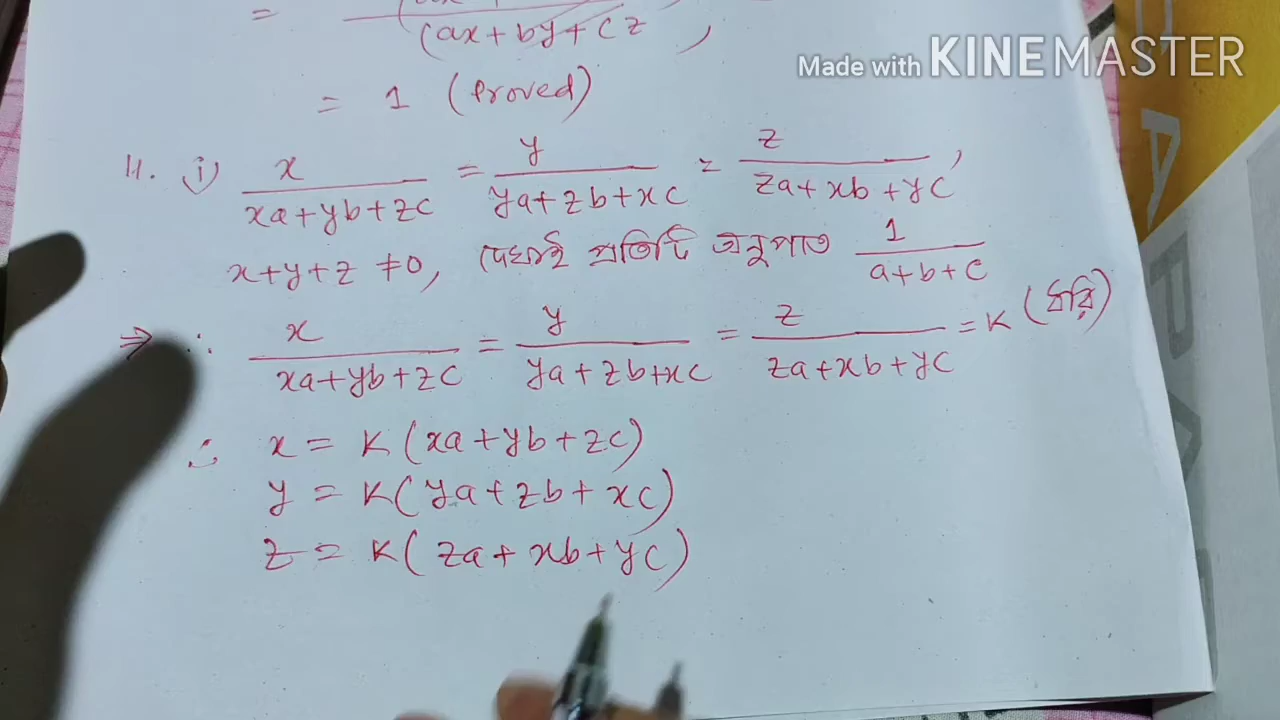 =
(ax + by + cz)
Made with KINEMASTER
= 1 (Proved)
11. i) x/(xa+yb+zc) = y/(ya+zb+xc) = z/(za+xb+yc),
x+y+z ≠0, দেখাই প্রতিটি অনুপাত 1/(a+b+c)
⇒ ∴ x/(xa+yb+zc) = y/(ya+zb+xc) = z/(za+xb+yc) = K (ধরি)
∴ x = K(xa+yb+zc)
y = K(ya+zb+xc)
z = K(za+xb+yc)